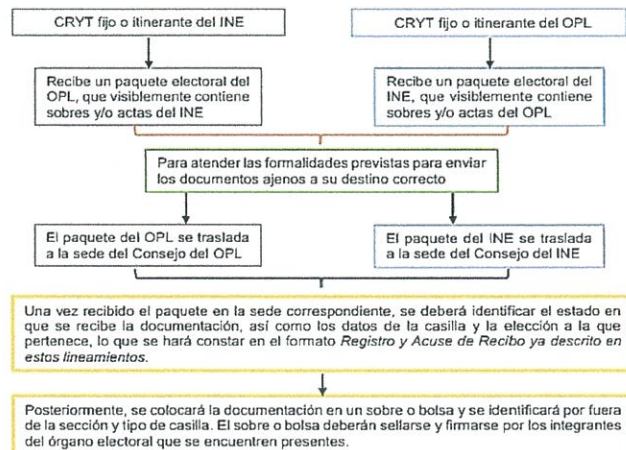 CRYT fijo o itinerante del INE
CRYT fijo o itinerante del OPL
Recibe un paquete electoral del
OPL, que visiblemente contiene
sobres y/o actas del INE
Recibe un paquete electoral del
INE, que visiblemente contiene
sobres y/o actas del OPL
Para atender las formalidades previstas para enviar
los documentos ajenos a su destino correcto
El paquete del OPL se traslada
a la sede del Consejo del OPL
El paquete del INE se traslada
a la sede del Consejo del INE
Una vez recibido el paquete en la sede correspondiente, se deberá identificar el estado
en que se recibe la documentación, así como los datos de la casilla y la elección a la que
pertenece, lo que se hará constar en el formato Registro y Acuse de Recibo ya descrito en
estos lineamientos.
Posteriormente, se colocará la documentación en un sobre o bolsa y se identificará por fuera
de la sección y tipo de casilla. El sobre o bolsa deberán sellarse y firmarse por los integrantes
del órgano electoral que se encuentren presentes.